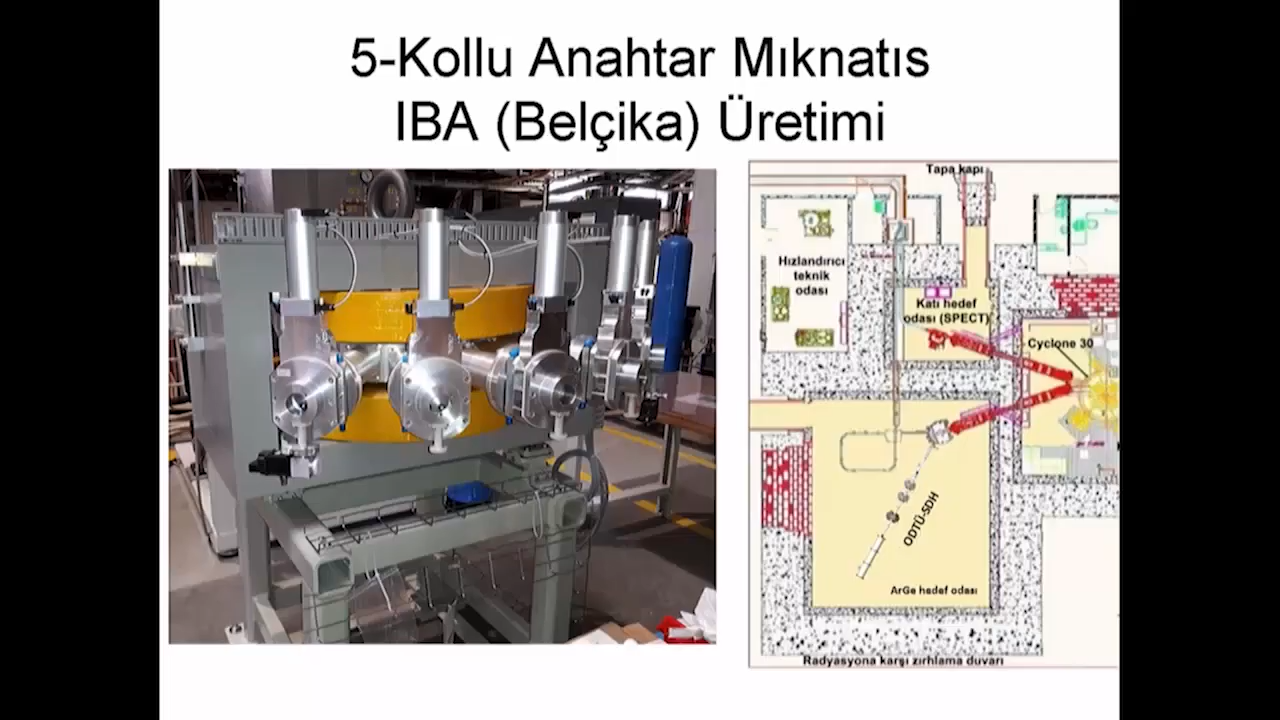 5-Kollu Anahtar Mıknatıs
IBA (Belçika) Üretimi
Tapa kapı
Hızlandırıcı
teknik
odası
Katı hedef
odası (SPECT)
Cyclone 30
ODTÜ-SDH
ArGe hedef odası
Radyasyona karşı zırhlama duvarı